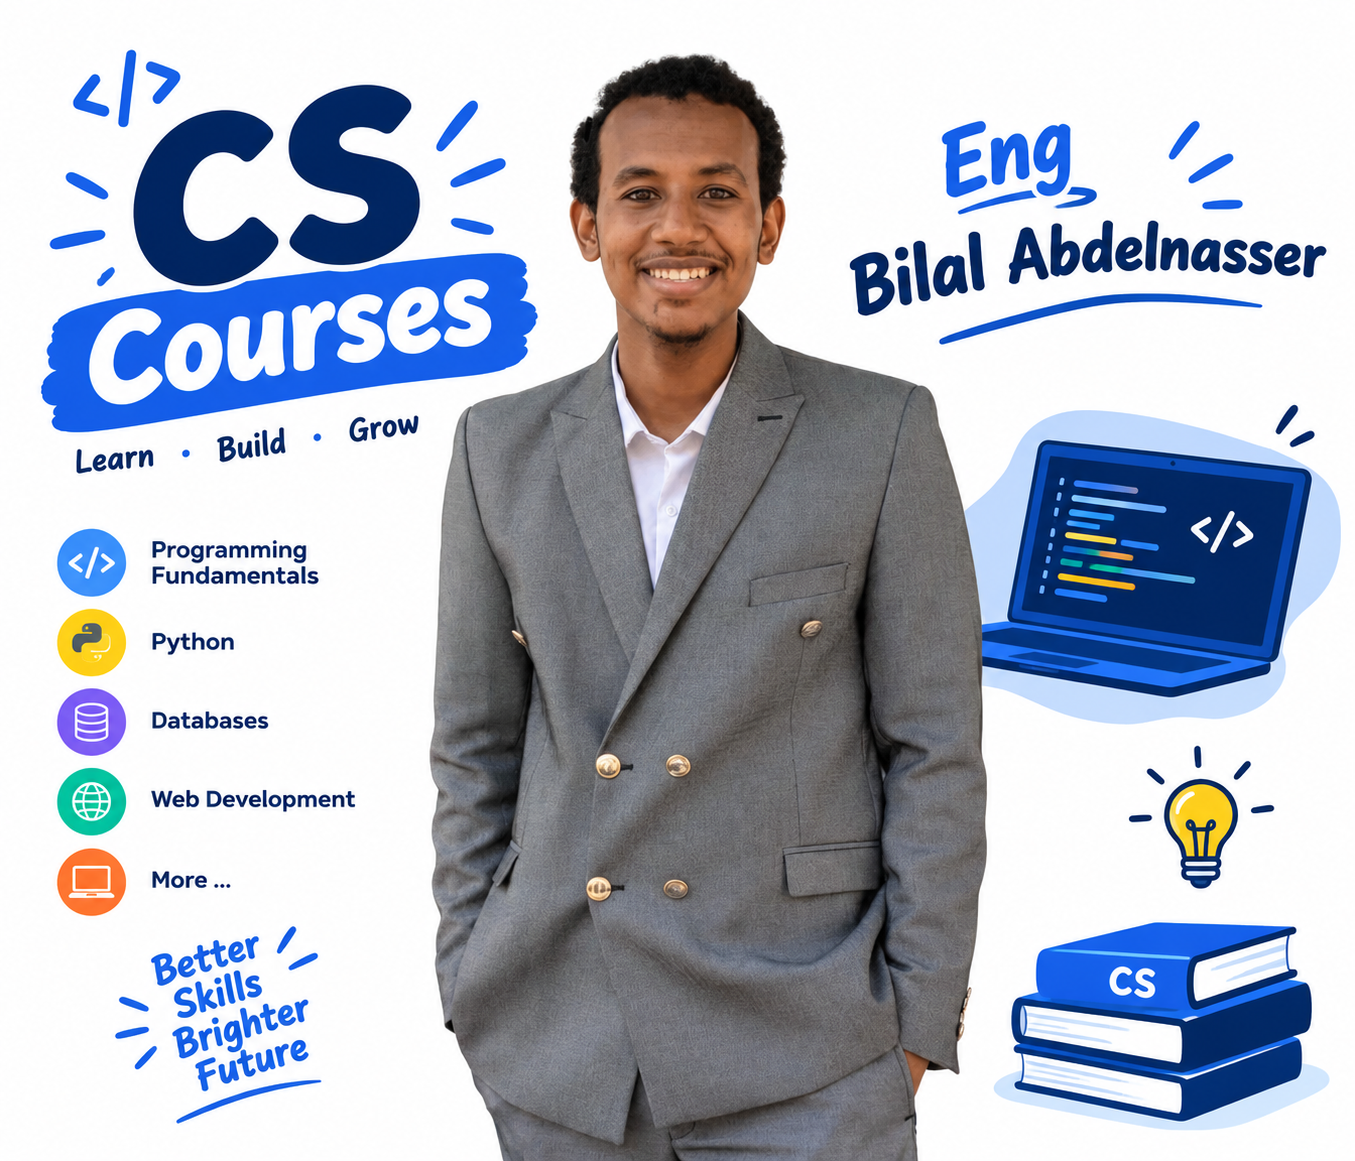 </>
CS
Courses
Learn • Build • Grow
</>
Programming
Fundamentals
Python
Databases
Web Development
More ...
Better
Skills
Brighter
Future
Eng
Bilal Abdelnasser
</>
CS